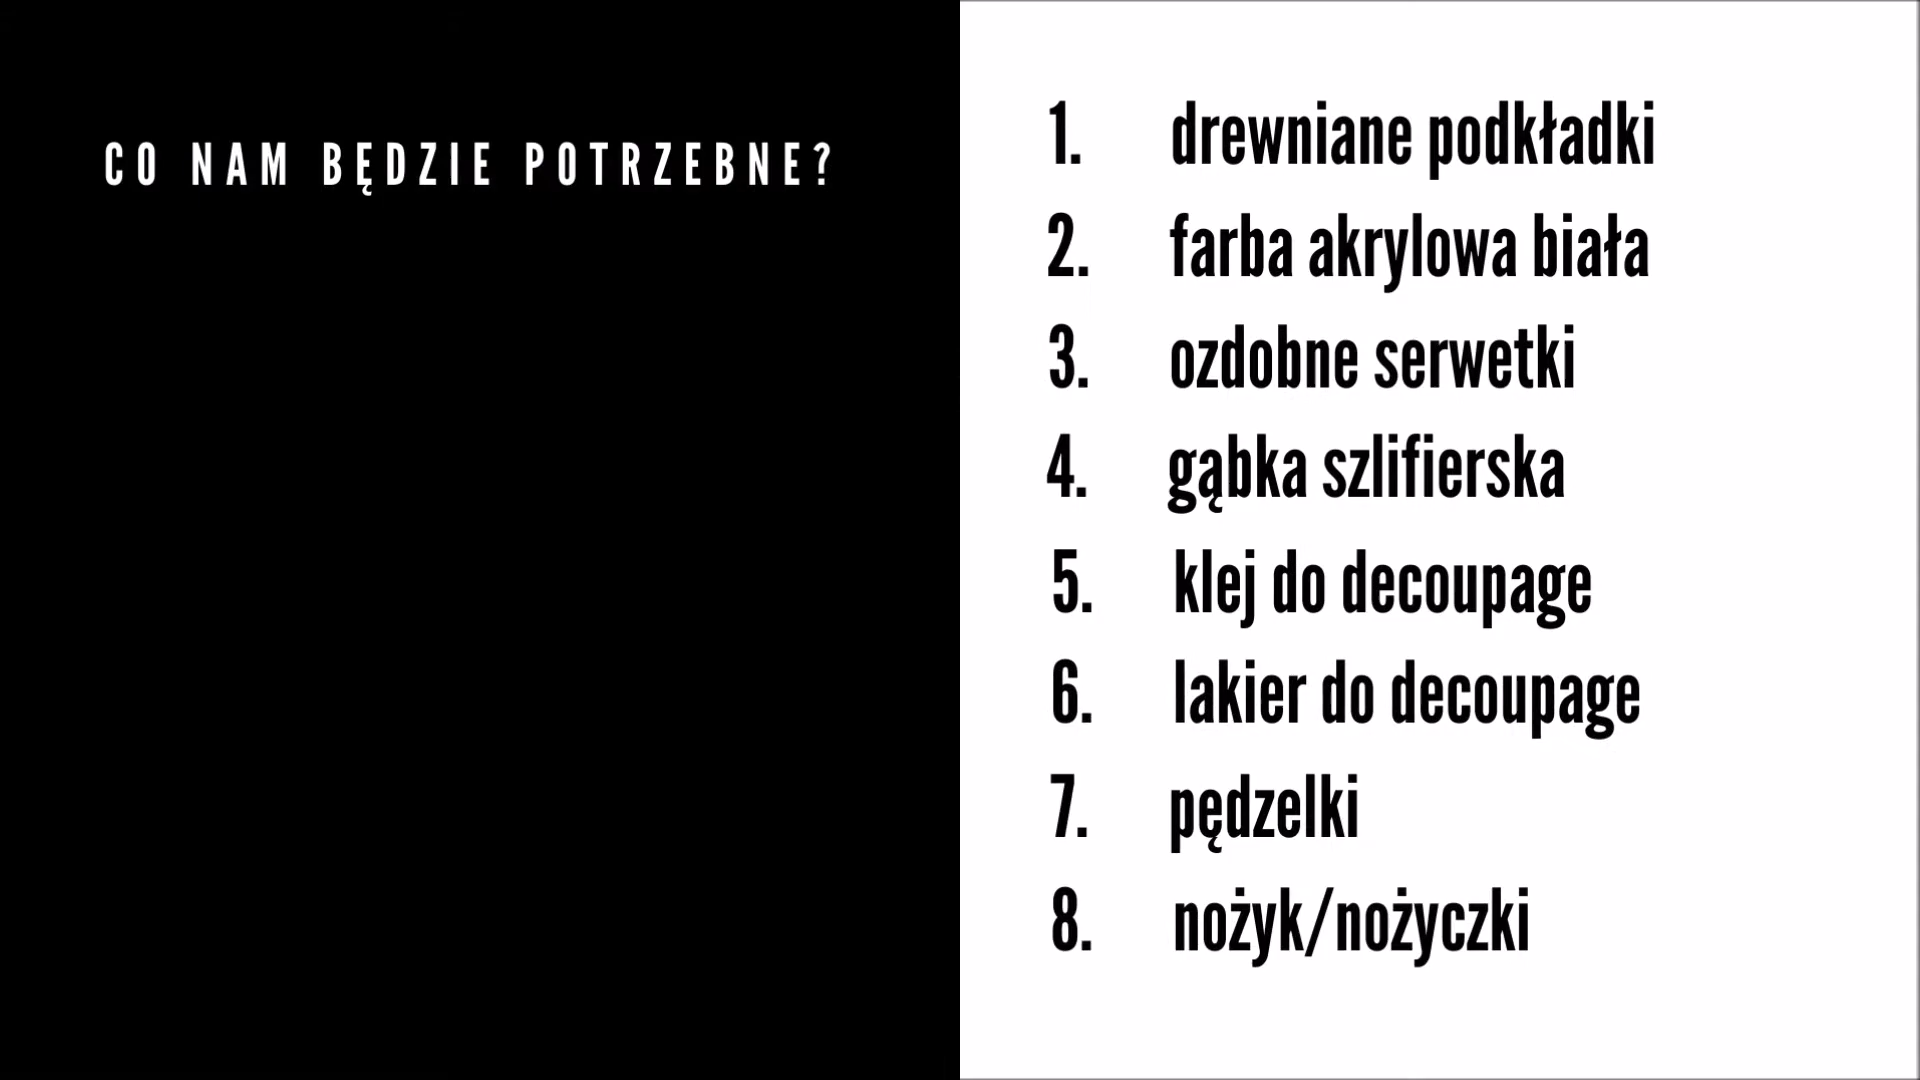 CO NAM BĘDZIE POTRZEBNE?
1. drewniane podkładki
2. farba akrylowa biała
3. ozdobne serwetki
4. gąbka szlifierska
5. klej do decoupage
6. lakier do decoupage
7. pędzelki
8. nożyk/nożyczki